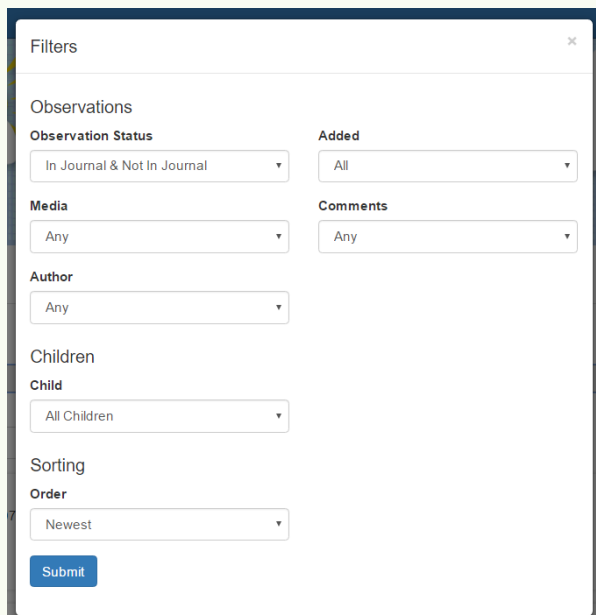 Filters
×
Observations
Observation Status
Added
In Journal & Not In Journal
All
Media
Comments
Any
Any
Author
Any
Children
Child
All Children
Sorting
Order
Newest
Submit